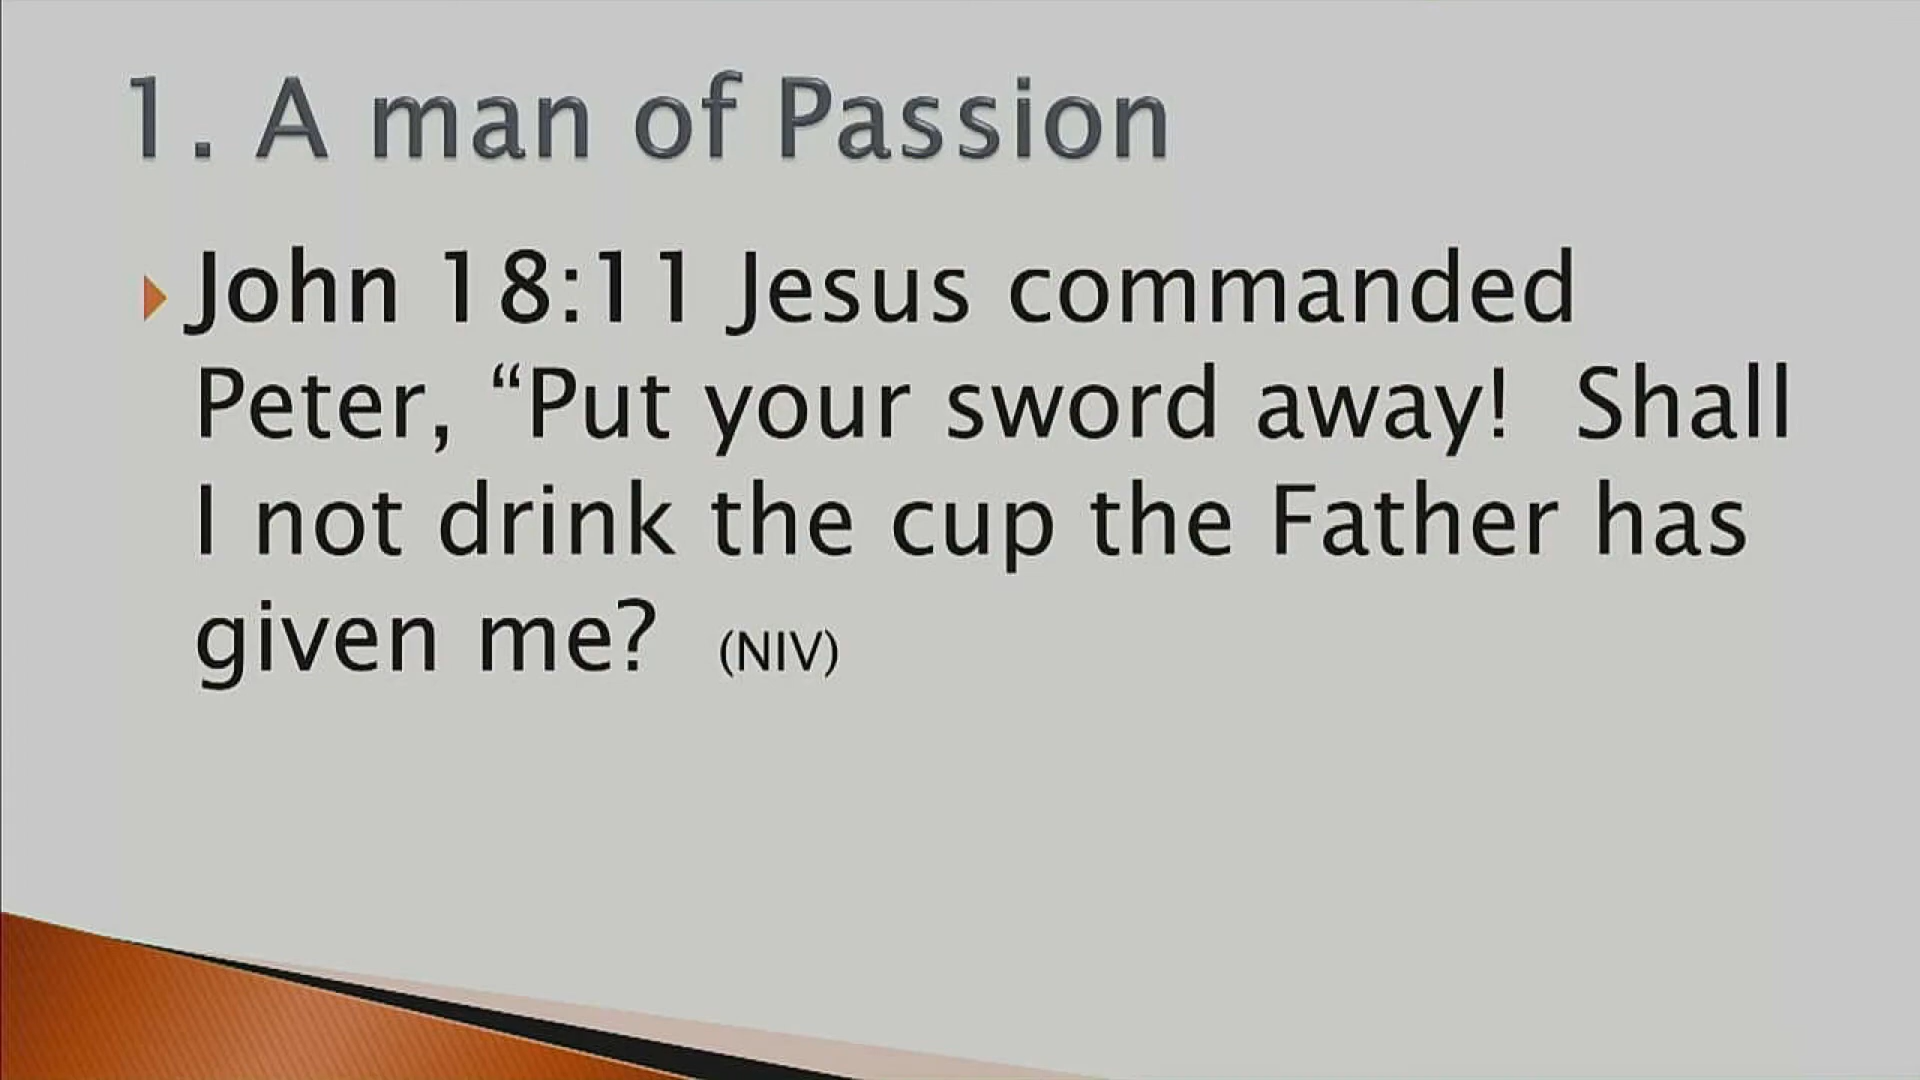 1. A man of Passion
John 18:11 Jesus commanded
Peter, “Put your sword away!  Shall
I not drink the cup the Father has
given me?  (NIV)